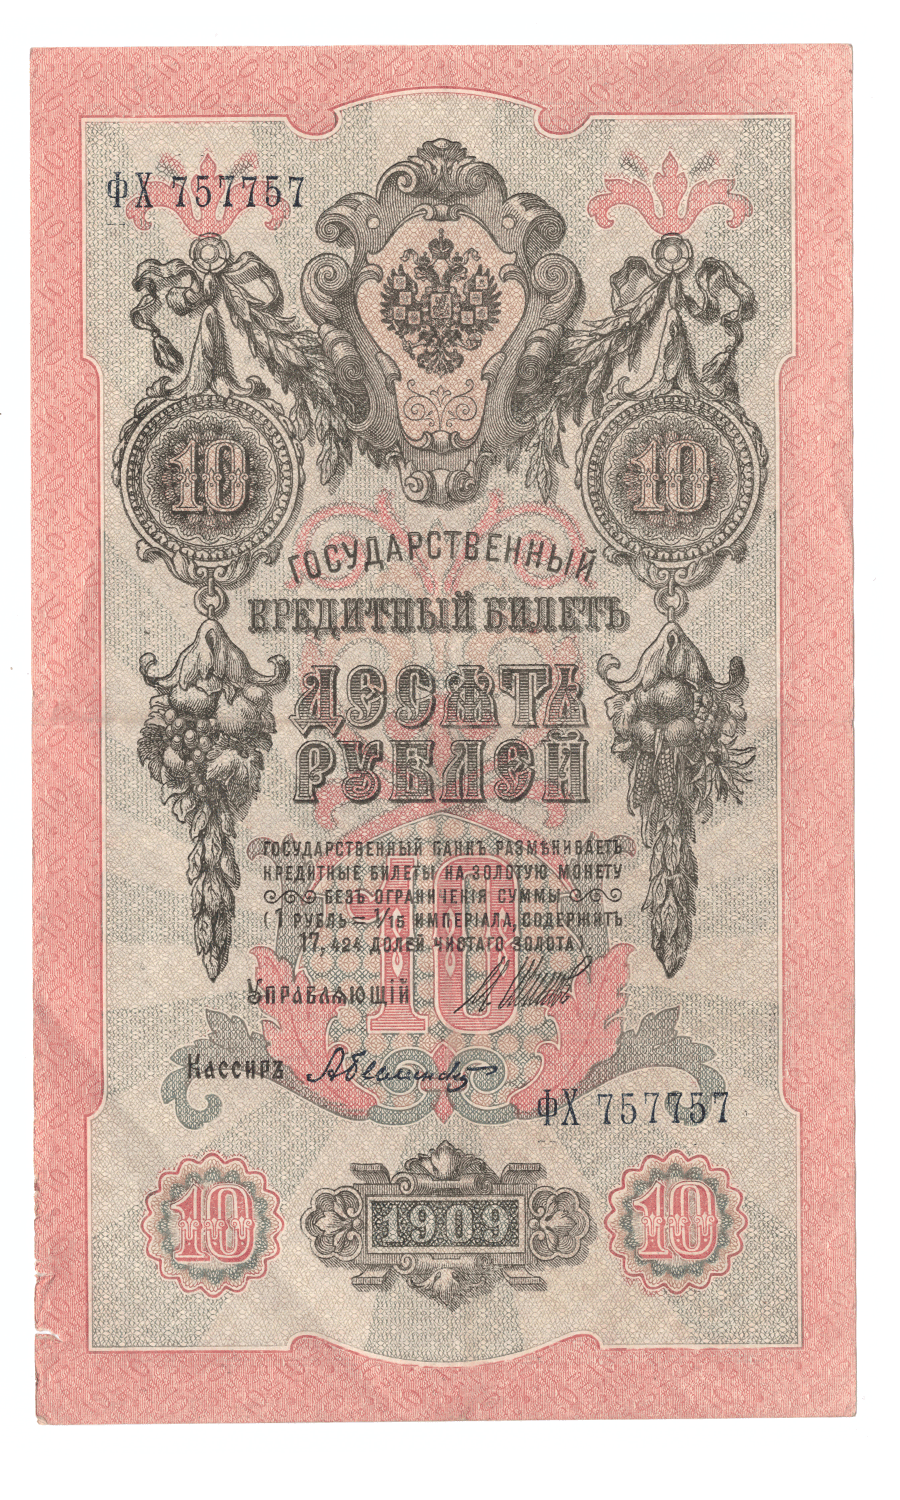 ФХ 757757
10 10
ГОСУДАРСТВЕННЫЙ
КРЕДИТНЫЙ БИЛЕТЪ
ДЕСЯТЬ
РУБЛЕЙ
10
ГОСУДАРСТВЕННЫЙ БАНКЪ РАЗМѢНИВАЕТЪ
КРЕДИТНЫЕ БИЛЕТЫ НА ЗОЛОТУЮ МОНЕТУ
БЕЗЪ ОГРАНИЧЕНІЯ СУММЫ
(1 РУБЛЬ = 1/15 ИМПЕРІАЛА, СОДЕРЖИТЪ
17,424 ДОЛЕЙ ЧИСТАГО ЗОЛОТА).
УПРАВЛЯЮЩІЙ
Кассиръ
ФХ 757757
10 1909 10